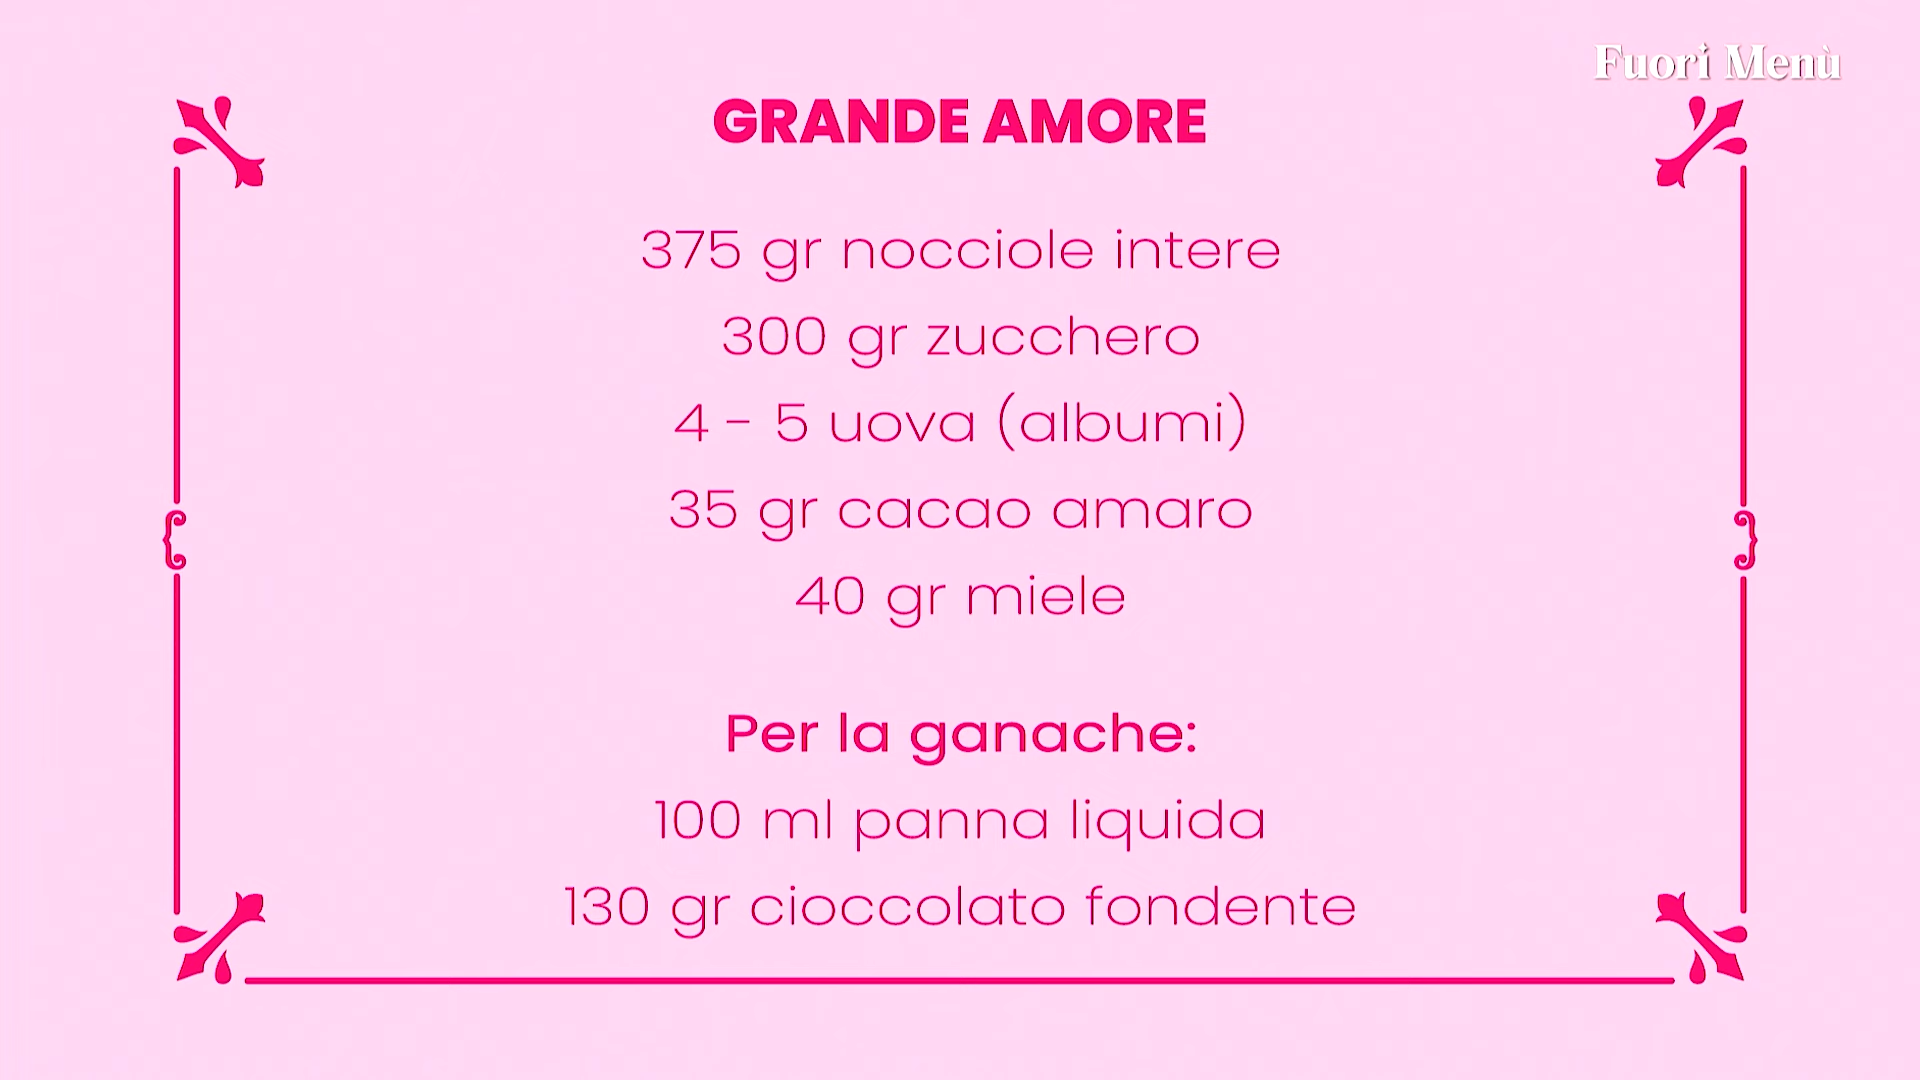 Fuori Menù
GRANDE AMORE
375 gr nocciole intere
300 gr zucchero
4 - 5 uova (albumi)
35 gr cacao amaro
40 gr miele
Per la ganache:
100 ml panna liquida
130 gr cioccolato fondente